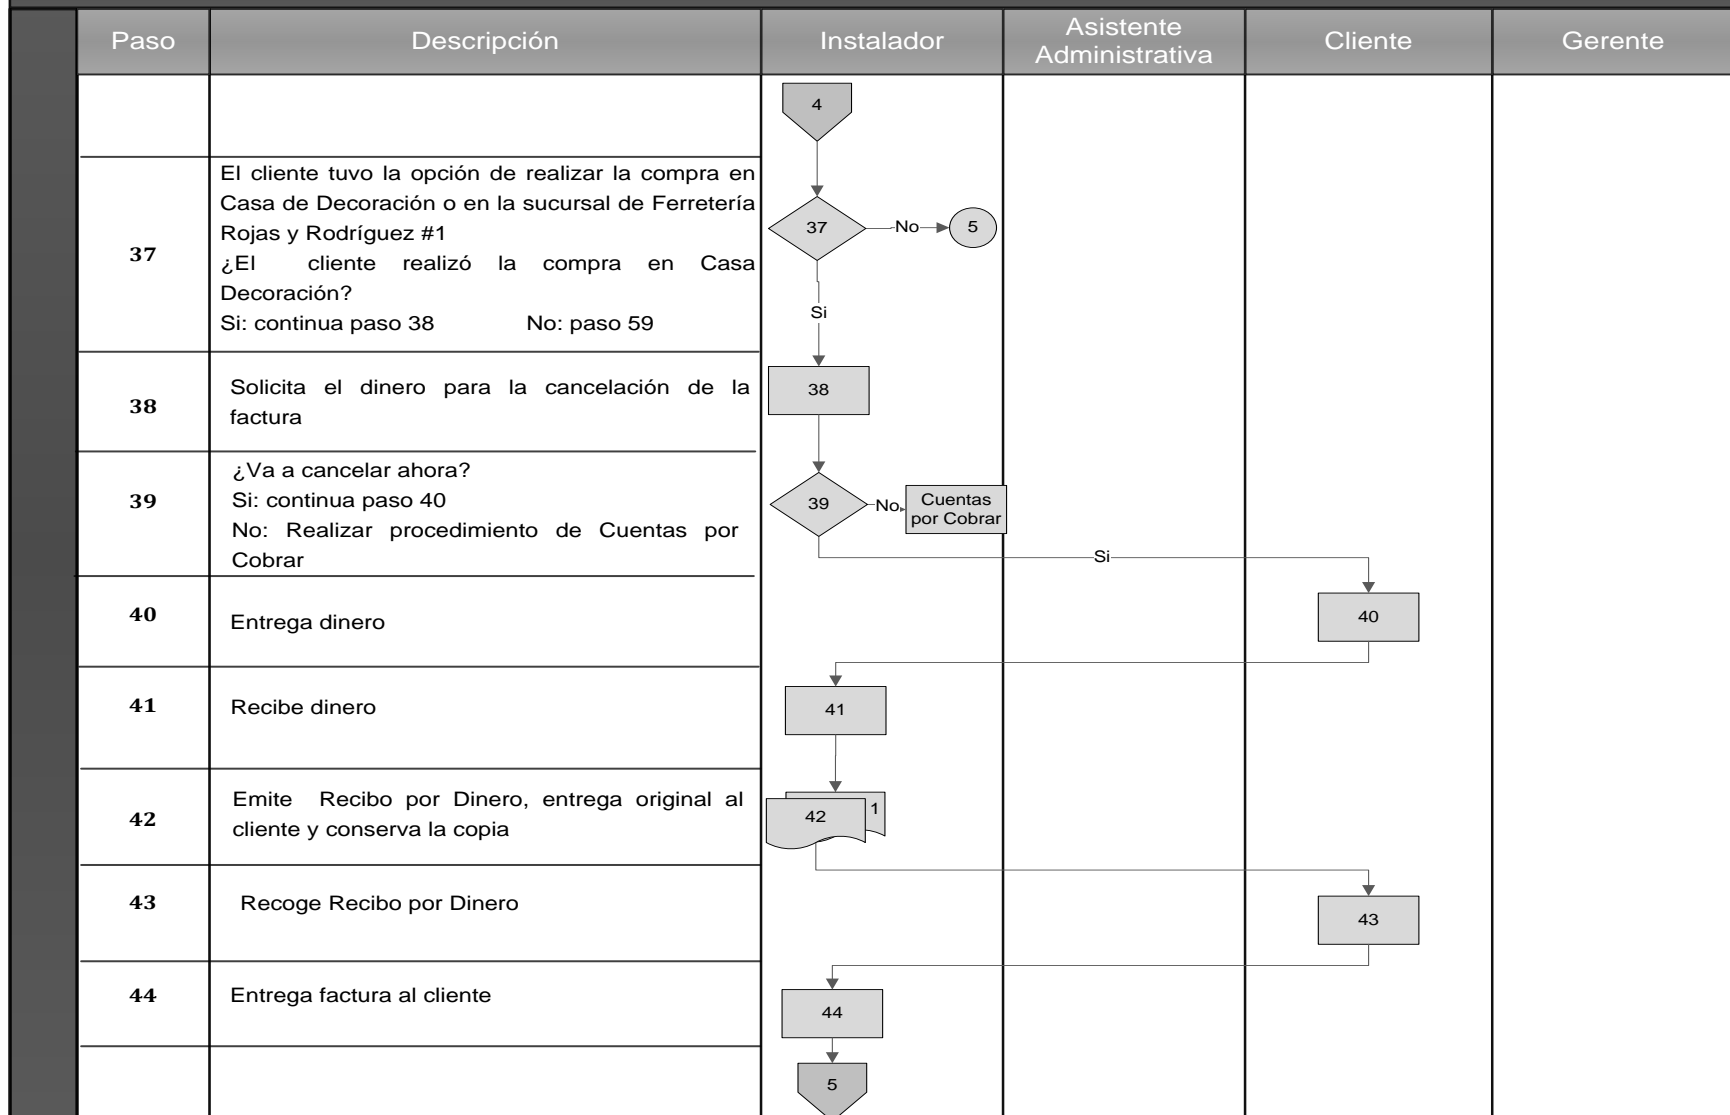 Paso
Descripción
Instalador
Asistente
Administrativa
Cliente
Gerente
4
37
El cliente tuvo la opción de realizar la compra en
Casa de Decoración o en la sucursal de Ferretería
Rojas y Rodríguez #1
¿El cliente realizó la compra en Casa
Decoración?
Si: continua paso 38 No: paso 59
37
No
5
Si
38
Solicita el dinero para la cancelación de la
factura
38
39
¿Va a cancelar ahora?
Si: continua paso 40
No: Realizar procedimiento de Cuentas por
Cobrar
39
No
Cuentas
por Cobrar
Si
40
Entrega dinero
40
41
Recibe dinero
41
42
Emite Recibo por Dinero, entrega original al
cliente y conserva la copia
42
1
43
Recoge Recibo por Dinero
43
44
Entrega factura al cliente
44
5